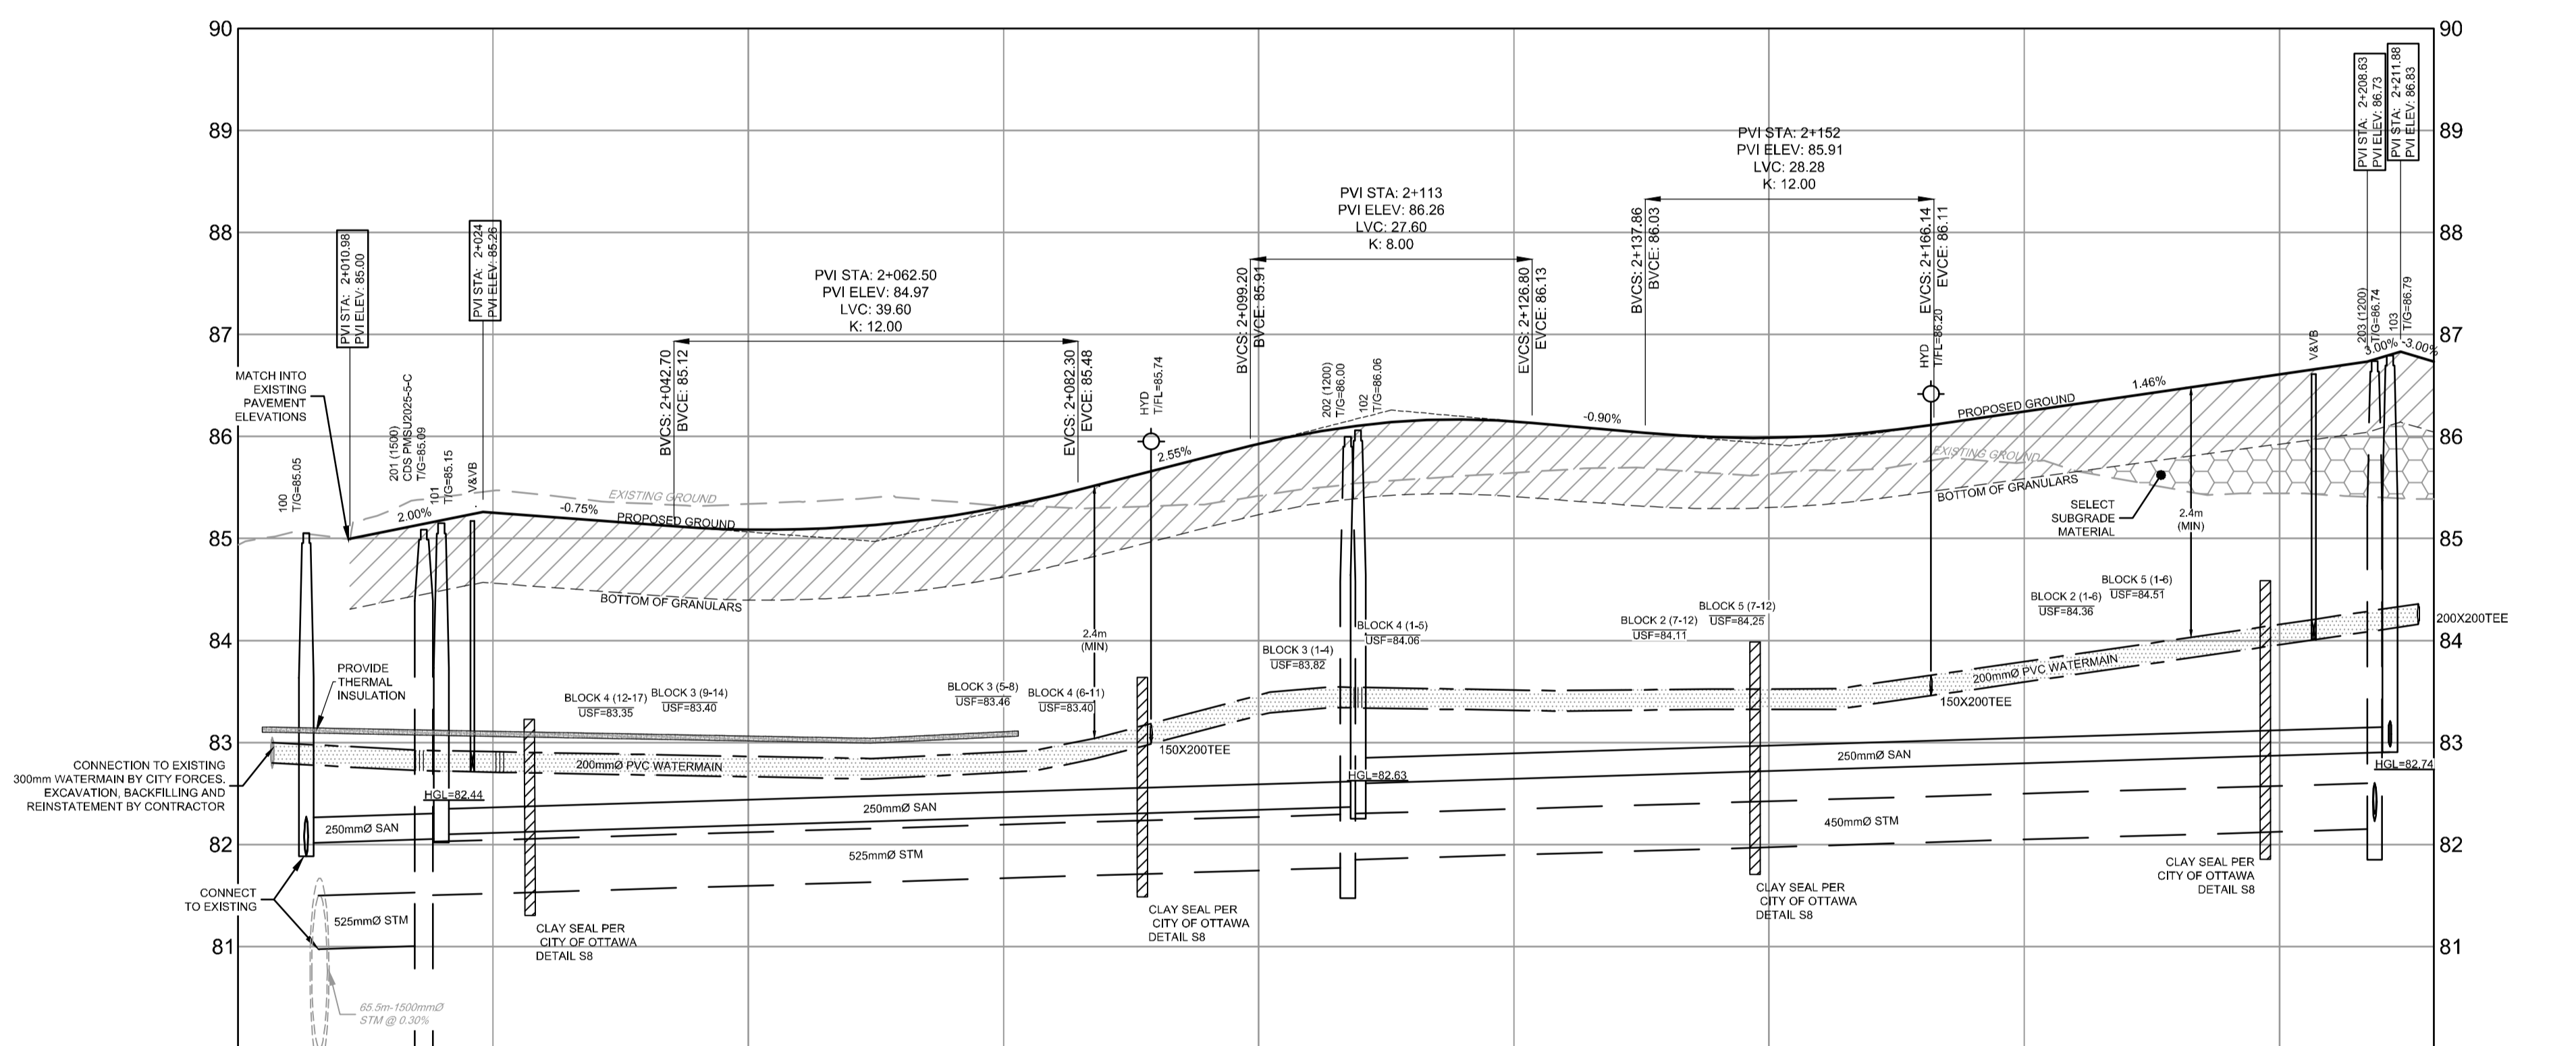 90
90
89
89
88
88
87
87
86
86
85
85
84
84
83
83
82
82
81
81
PVI STA: 2+010.98
PVI ELEV: 85.00
PVI STA: 2+024
PVI ELEV: 85.26
PVI STA: 2+062.50
PVI ELEV: 84.97
LVC: 39.60
K: 12.00
BVCS: 2+042.70
BVCE: 85.12
EVCS: 2+082.30
EVCE: 85.48
PVI STA: 2+113
PVI ELEV: 86.26
LVC: 27.60
K: 8.00
BVCS: 2+099.20
BVCE: 85.91
EVCS: 2+126.80
EVCE: 86.13
PVI STA: 2+152
PVI ELEV: 85.91
LVC: 28.28
K: 12.00
BVCS: 2+137.86
BVCE: 86.03
EVCS: 2+166.14
EVCE: 86.11
PVI STA: 2+208.63
PVI ELEV: 86.73
PVI STA: 2+211.88
PVI ELEV: 86.83
MATCH INTO
EXISTING
PAVEMENT
ELEVATIONS
100
T/G=85.05
201 (1500)
CDS PMSU2025-5-C
T/G=85.09
101
T/G=85.15
V&VB
HYD
T/FL=85.74
202 (1200)
T/G=86.00
102
T/G=86.06
HYD
T/FL=86.20
V&VB
203 (1200)
T/G=86.74
103
T/G=86.79
2.00%
-0.75%
2.55%
-0.90%
1.46%
3.00%
-3.00%
EXISTING GROUND
PROPOSED GROUND
BOTTOM OF GRANULARS
PROPOSED GROUND
EXISTING GROUND
BOTTOM OF GRANULARS
SELECT
SUBGRADE
MATERIAL
2.4m
(MIN)
2.4m
(MIN)
PROVIDE
THERMAL
INSULATION
BLOCK 4 (12-17)
USF=83.35
BLOCK 3 (9-14)
USF=83.40
BLOCK 3 (5-8)
USF=83.46
BLOCK 4 (6-11)
USF=83.40
BLOCK 3 (1-4)
USF=83.82
BLOCK 4 (1-5)
USF=84.06
BLOCK 2 (7-12)
USF=84.11
BLOCK 5 (7-12)
USF=84.25
BLOCK 2 (1-6)
USF=84.36
BLOCK 5 (1-6)
USF=84.51
200X200TEE
200mmØ PVC WATERMAIN
150X200TEE
150X200TEE
200mmØ PVC WATERMAIN
CONNECTION TO EXISTING
300mm WATERMAIN BY CITY FORCES.
EXCAVATION, BACKFILLING AND
REINSTATEMENT BY CONTRACTOR
HGL=82.44
HGL=82.63
HGL=82.74
250mmØ SAN
250mmØ SAN
250mmØ SAN
525mmØ STM
450mmØ STM
CONNECT
TO EXISTING
525mmØ STM
CLAY SEAL PER
CITY OF OTTAWA
DETAIL S8
CLAY SEAL PER
CITY OF OTTAWA
DETAIL S8
CLAY SEAL PER
CITY OF OTTAWA
DETAIL S8
CLAY SEAL PER
CITY OF OTTAWA
DETAIL S8
65.5m-1500mmØ
STM @ 0.30%